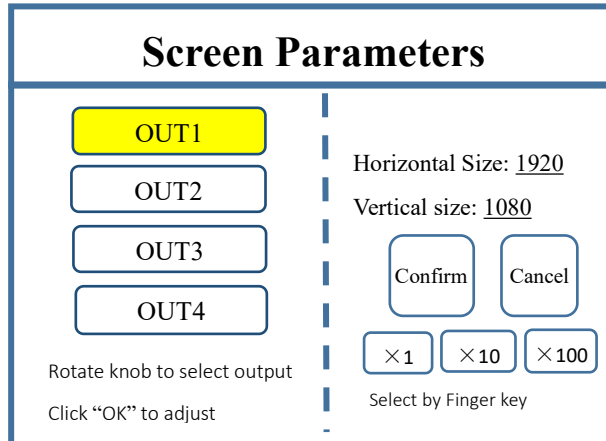 Screen Parameters
OUT1
OUT2
OUT3
OUT4
Rotate knob to select output
Click “OK” to adjust
Horizontal Size: 1920
Vertical size: 1080
Confirm Cancel
×1 ×10 ×100
Select by Finger key